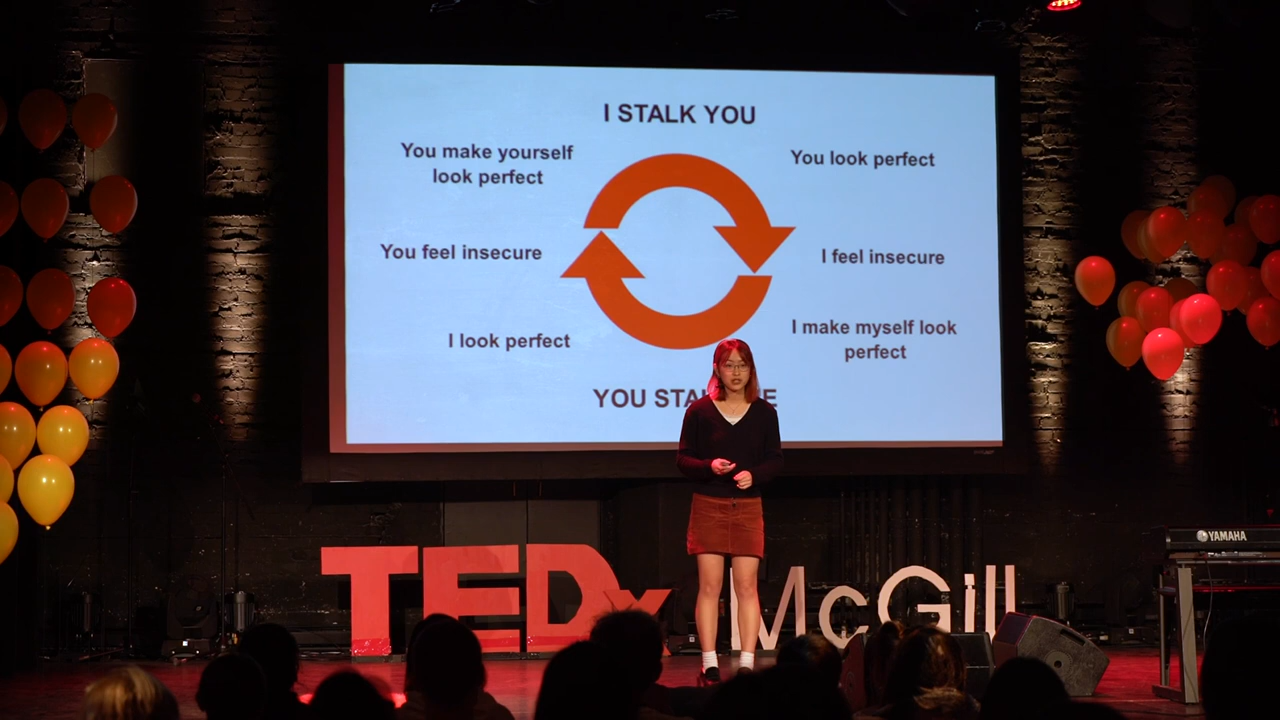 I STALK YOU
You make yourself
look perfect
You look perfect
You feel insecure
I feel insecure
I look perfect
I make myself look
perfect
YOU
TEDx McGill
YAMAHA